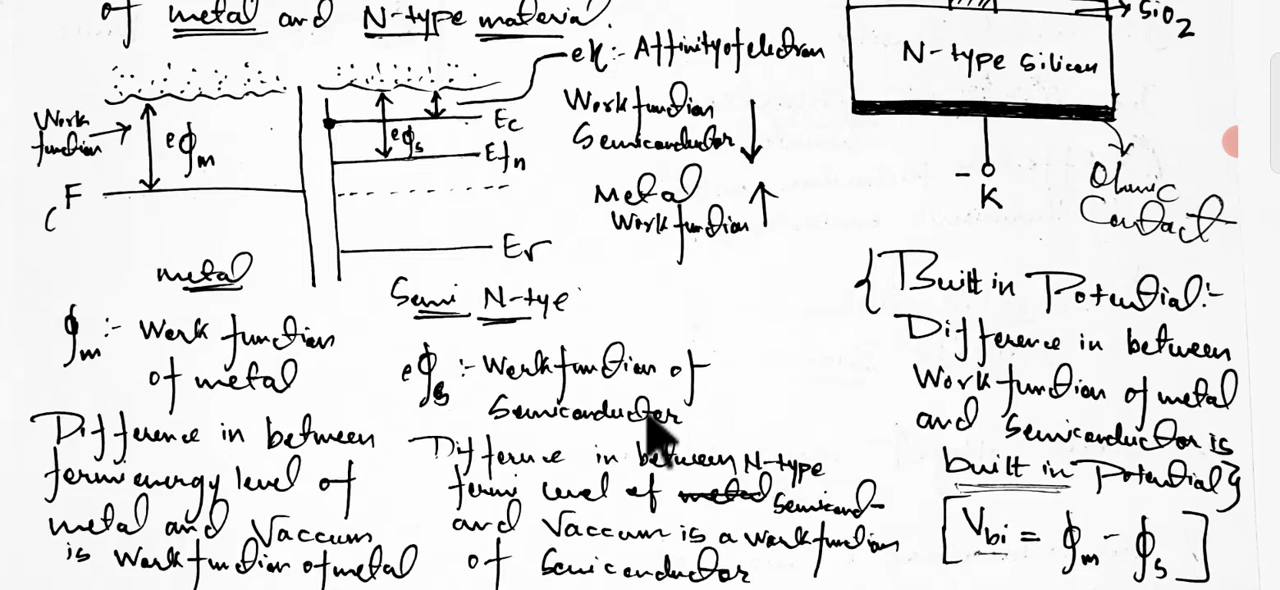 of metal and N-type material.
eX:- Affinity of electron
Work function →
eϕm
F
eϕs
Ec
Efn
Ev
Work function
Semiconductor ↓
Metal
Work function ↑
metal
Semi N-tye
ϕm :- Work function
of metal
Difference in between
fermi energy level of
metal and Vaccum
is Work function of metal
eϕs :- Work function of
Semiconductor
Difference in between N-type
fermi level of metal Semicond-
and Vaccum is a work function
of Semiconductor
SiO2
N-type Silicon
-
K
Ohmic
Contact
{Built in Potential:-
Difference in between
Work function of metal
and Semiconductor is
built in Potential}
[Vbi = ϕm - ϕs]